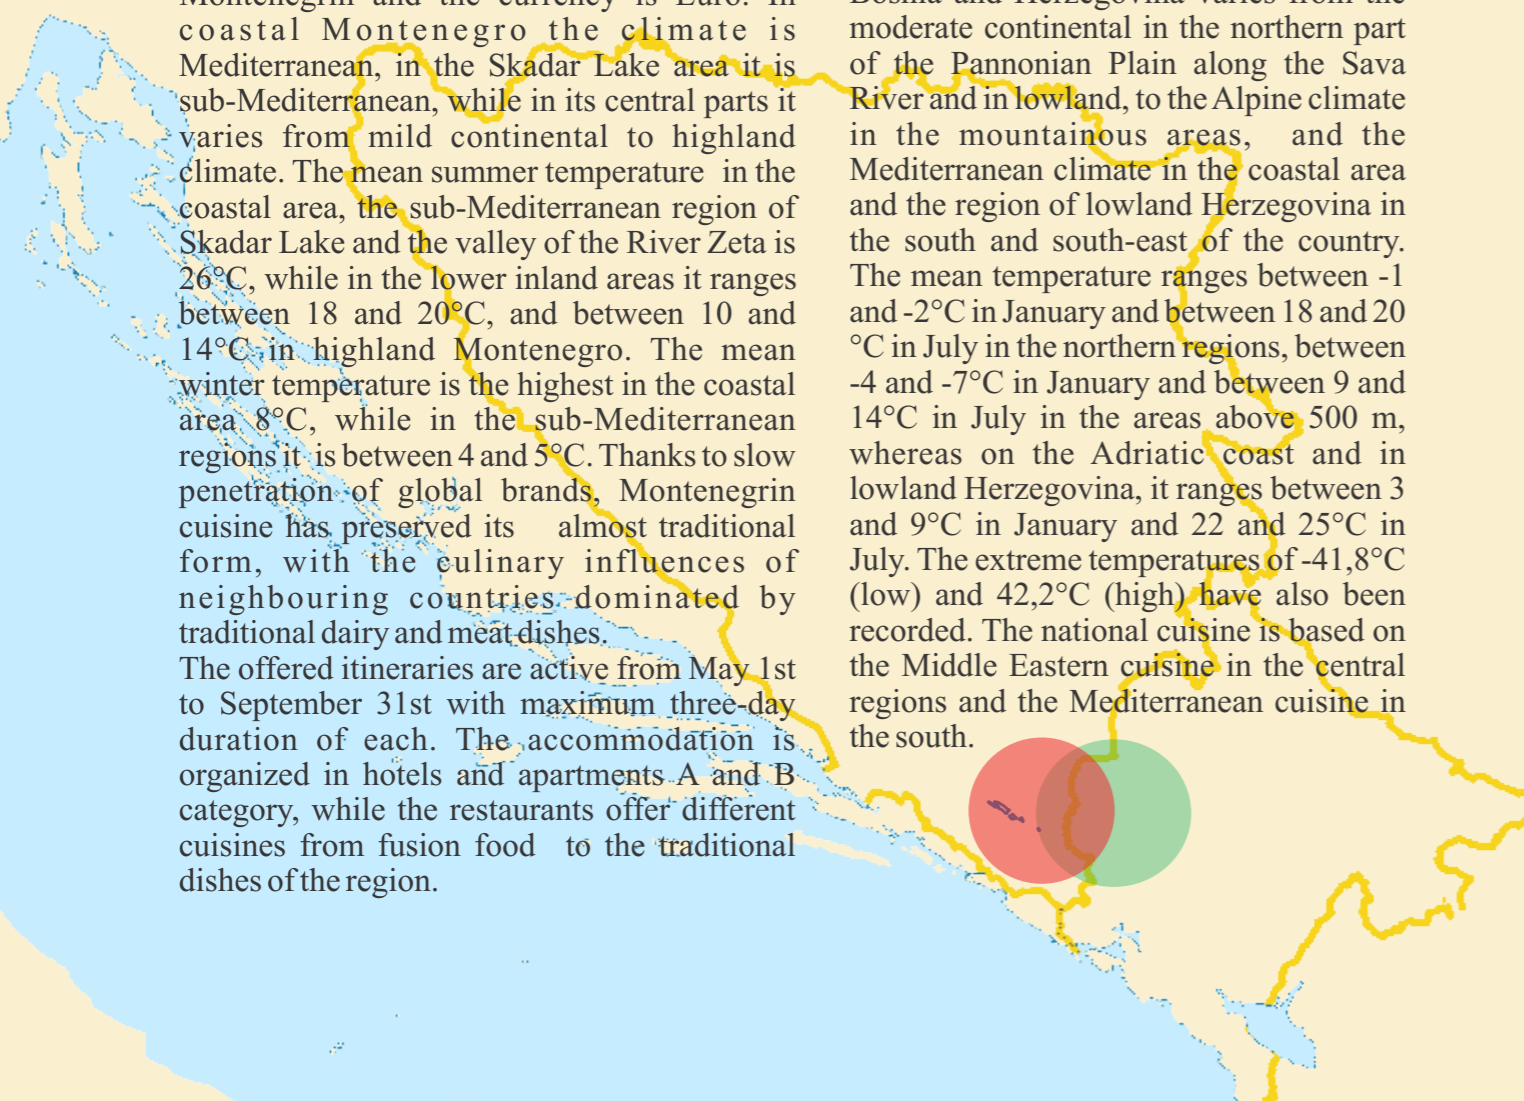 Montenegrin and the currency is Euro. In
coastal Montenegro the climate is
Mediterranean, in the Skadar Lake area it is
sub-Mediterranean, while in its central parts it
varies from mild continental to highland
climate. The mean summer temperature in the
coastal area, the sub-Mediterranean region of
Skadar Lake and the valley of the River Zeta is
26°C, while in the lower inland areas it ranges
between 18 and 20°C, and between 10 and
14°C in highland Montenegro. The mean
winter temperature is the highest in the coastal
area 8°C, while in the sub-Mediterranean
regions it is between 4 and 5°C. Thanks to slow
penetration of global brands, Montenegrin
cuisine has preserved its almost traditional
form, with the culinary influences of
neighbouring countries dominated by
traditional dairy and meat dishes.
The offered itineraries are active from May 1st
to September 31st with maximum three-day
duration of each. The accommodation is
organized in hotels and apartments A and B
category, while the restaurants offer different
cuisines from fusion food to the traditional
dishes of the region.
Bosnia and Herzegovina varies from the
moderate continental in the northern part
of the Pannonian Plain along the Sava
River and in lowland, to the Alpine climate
in the mountainous areas, and the
Mediterranean climate in the coastal area
and the region of lowland Herzegovina in
the south and south-east of the country.
The mean temperature ranges between -1
and -2°C in January and between 18 and 20
°C in July in the northern regions, between
-4 and -7°C in January and between 9 and
14°C in July in the areas above 500 m,
whereas on the Adriatic coast and in
lowland Herzegovina, it ranges between 3
and 9°C in January and 22 and 25°C in
July. The extreme temperatures of -41,8°C
(low) and 42,2°C (high) have also been
recorded. The national cuisine is based on
the Middle Eastern cuisine in the central
regions and the Mediterranean cuisine in
the south.